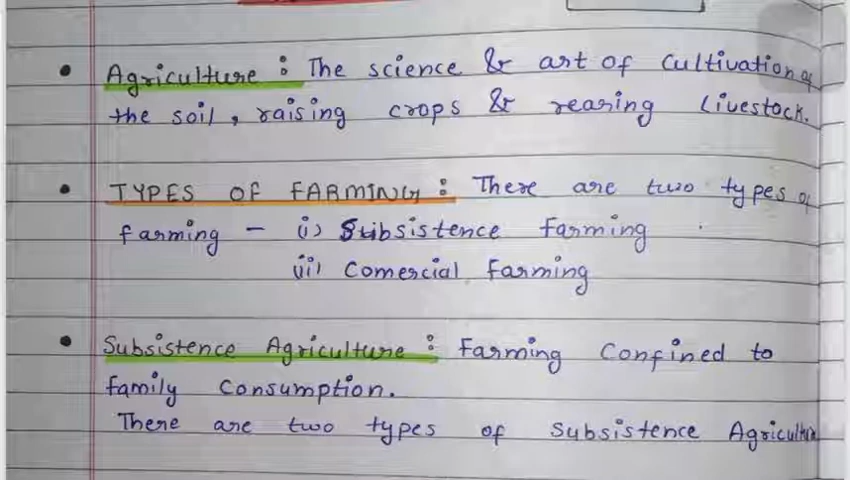 • Agriculture : The science & art of cultivation of
the soil, raising crops & rearing Livestock.
• TYPES OF FARMING : There are two types of
farming - (i) Subsistence farming
(ii) Comercial farming
• Subsistence Agriculture : Farming Confined to
family consumption.
There are two types of Subsistence Agriculture